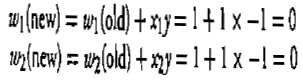 w₁(new) = w₁(old) + x₁y = 1 + 1 × −1 = 0
w₂(new) = w₂(old) + x₂y = 1 + 1 × −1 = 0